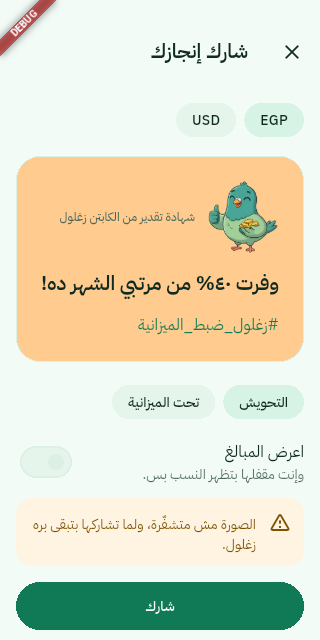 DEBUG
شارك إنجازك
EGP
USD
شهادة تقدير من الكابتن زغلول
وفرت ٤٠% من مرتبي الشهر ده!
#زغلول_ضبط_الميزانية
التحويش
تحت الميزانية
اعرض المبالغ
وإنت مقفلها بتظهر النسب بس.
الصورة مش متشفّرة، ولما تشاركها بتبقى بره
زغلول.
شارك